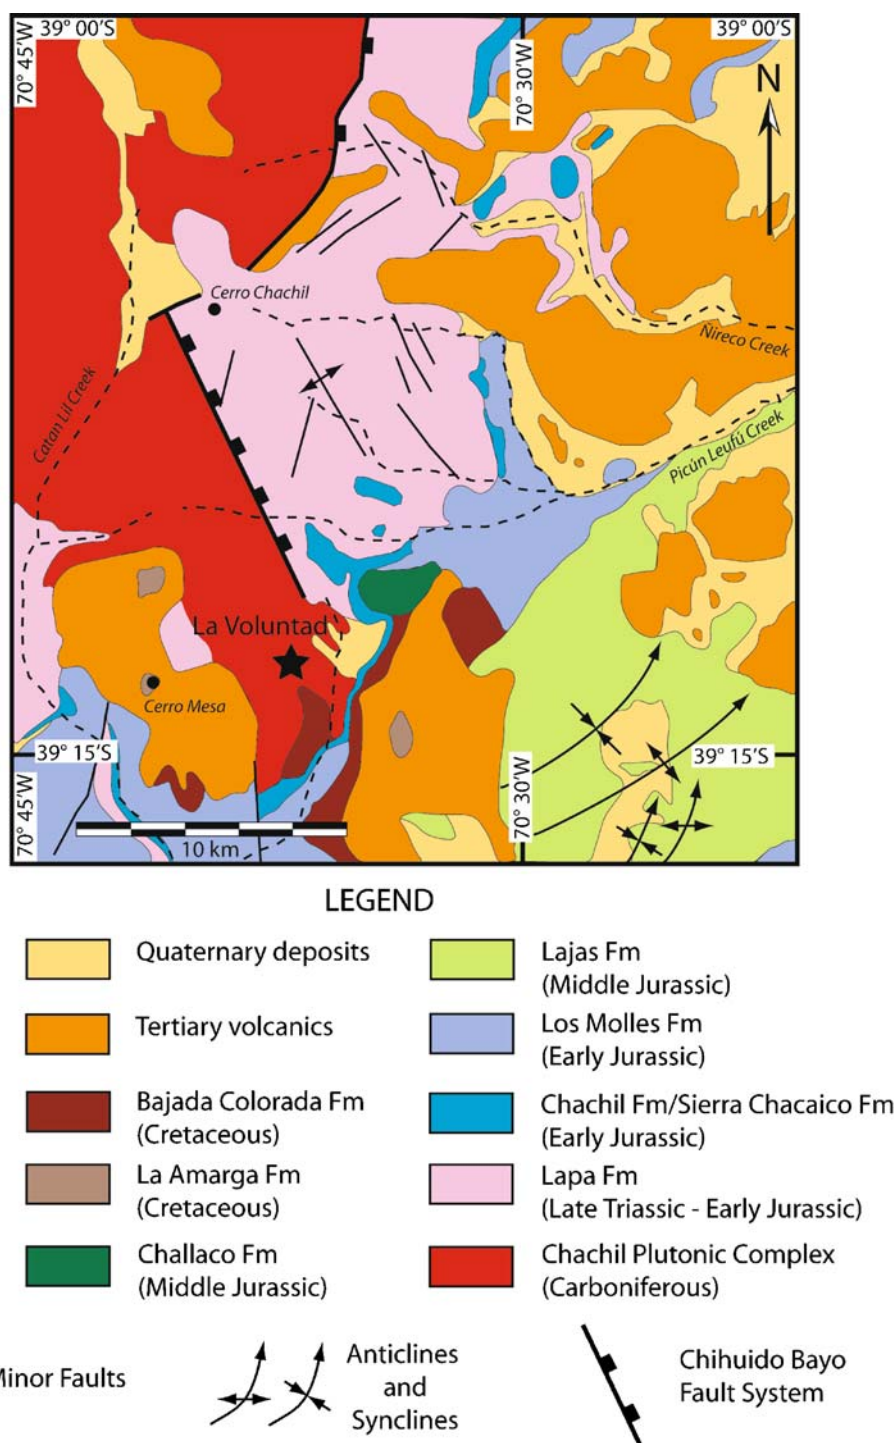 39° 00'S
39° 00'S
70° 45'W
70° 30'W
N
Cerro Chachil
Ñireco Creek
Catan Lil Creek
Picún Leufú Creek
La Voluntad
Cerro Mesa
39° 15'S
39° 15'S
70° 45'W
70° 30'W
10 km
LEGEND
Quaternary deposits
Tertiary volcanics
Bajada Colorada Fm
(Cretaceous)
La Amarga Fm
(Cretaceous)
Challaco Fm
(Middle Jurassic)
Lajas Fm
(Middle Jurassic)
Los Molles Fm
(Early Jurassic)
Chachil Fm/Sierra Chacaico Fm
(Early Jurassic)
Lapa Fm
(Late Triassic - Early Jurassic)
Chachil Plutonic Complex
(Carboniferous)
Minor Faults
Anticlines
and
Synclines
Chihuido Bayo
Fault System